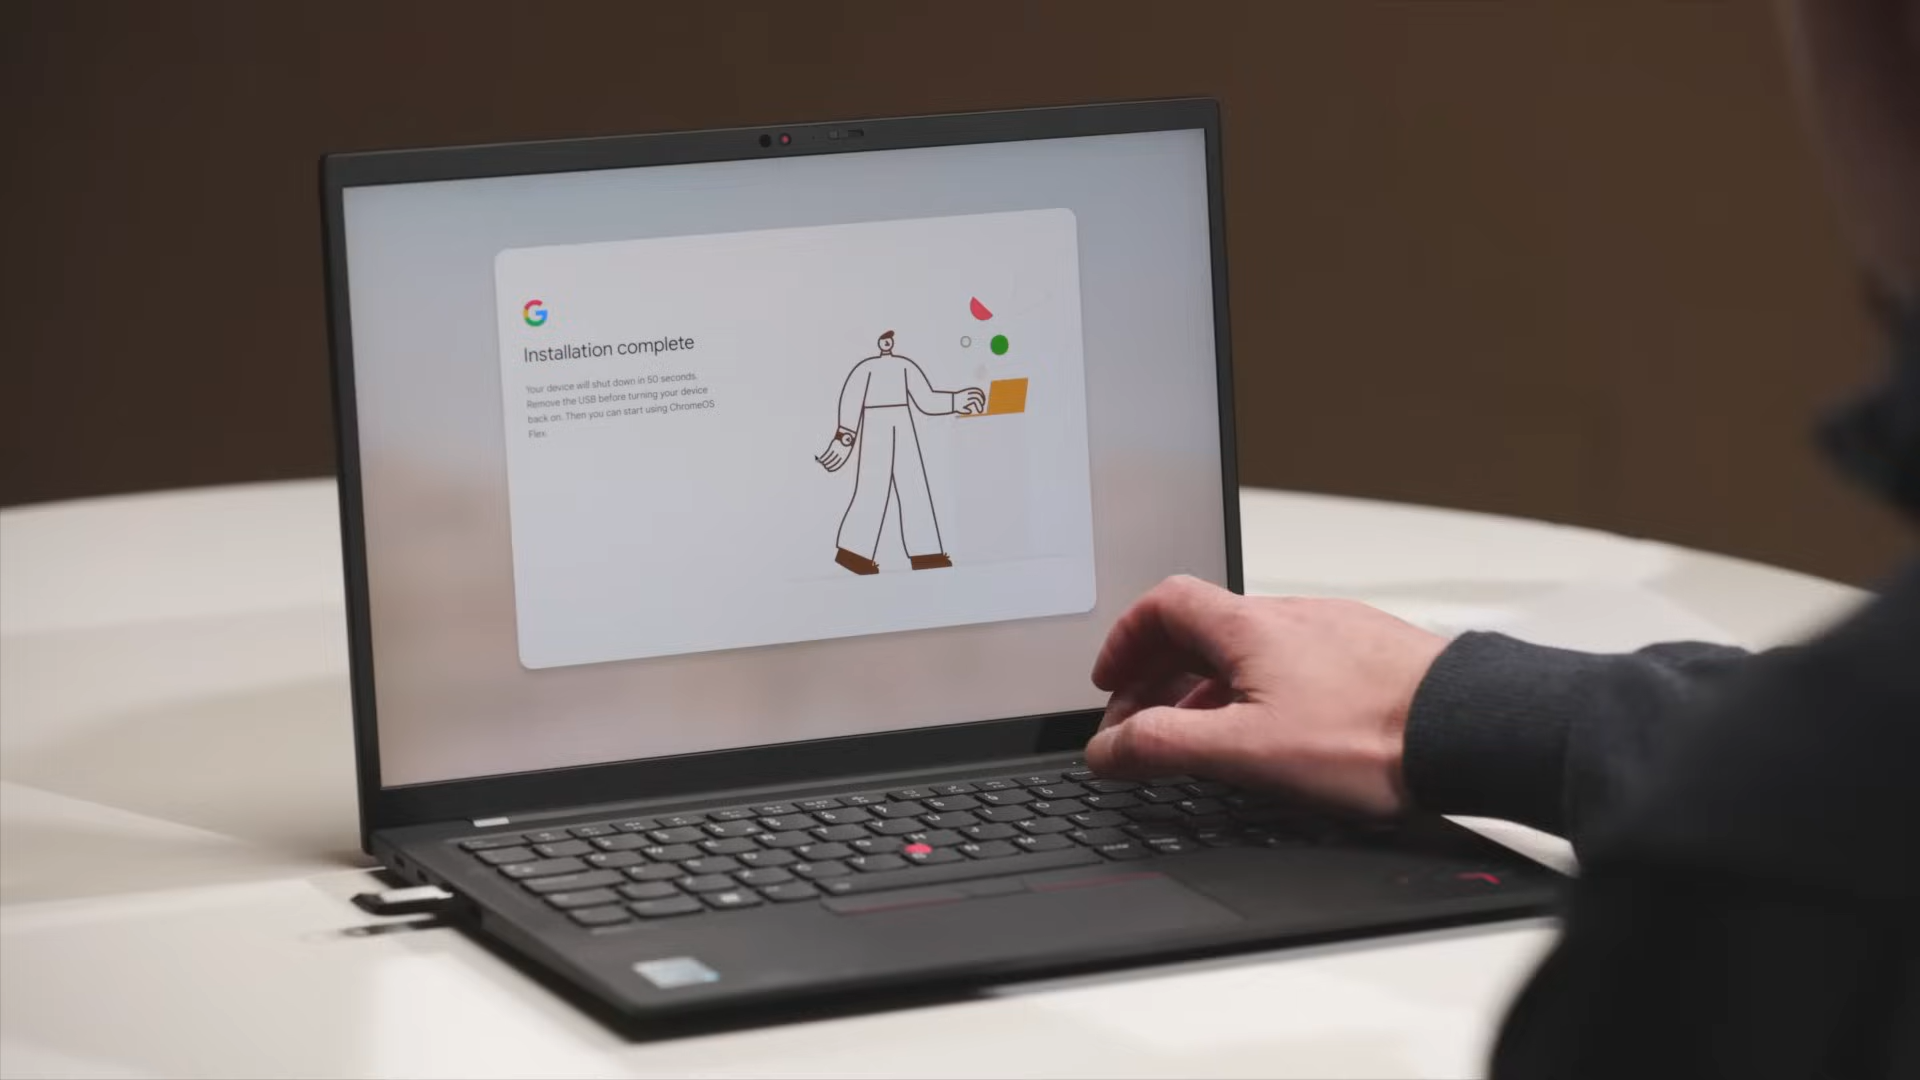 G
Installation complete
Your device will shut down in 50 seconds.
Remove the USB before turning your device
back on. Then you can start using ChromeOS
Flex.